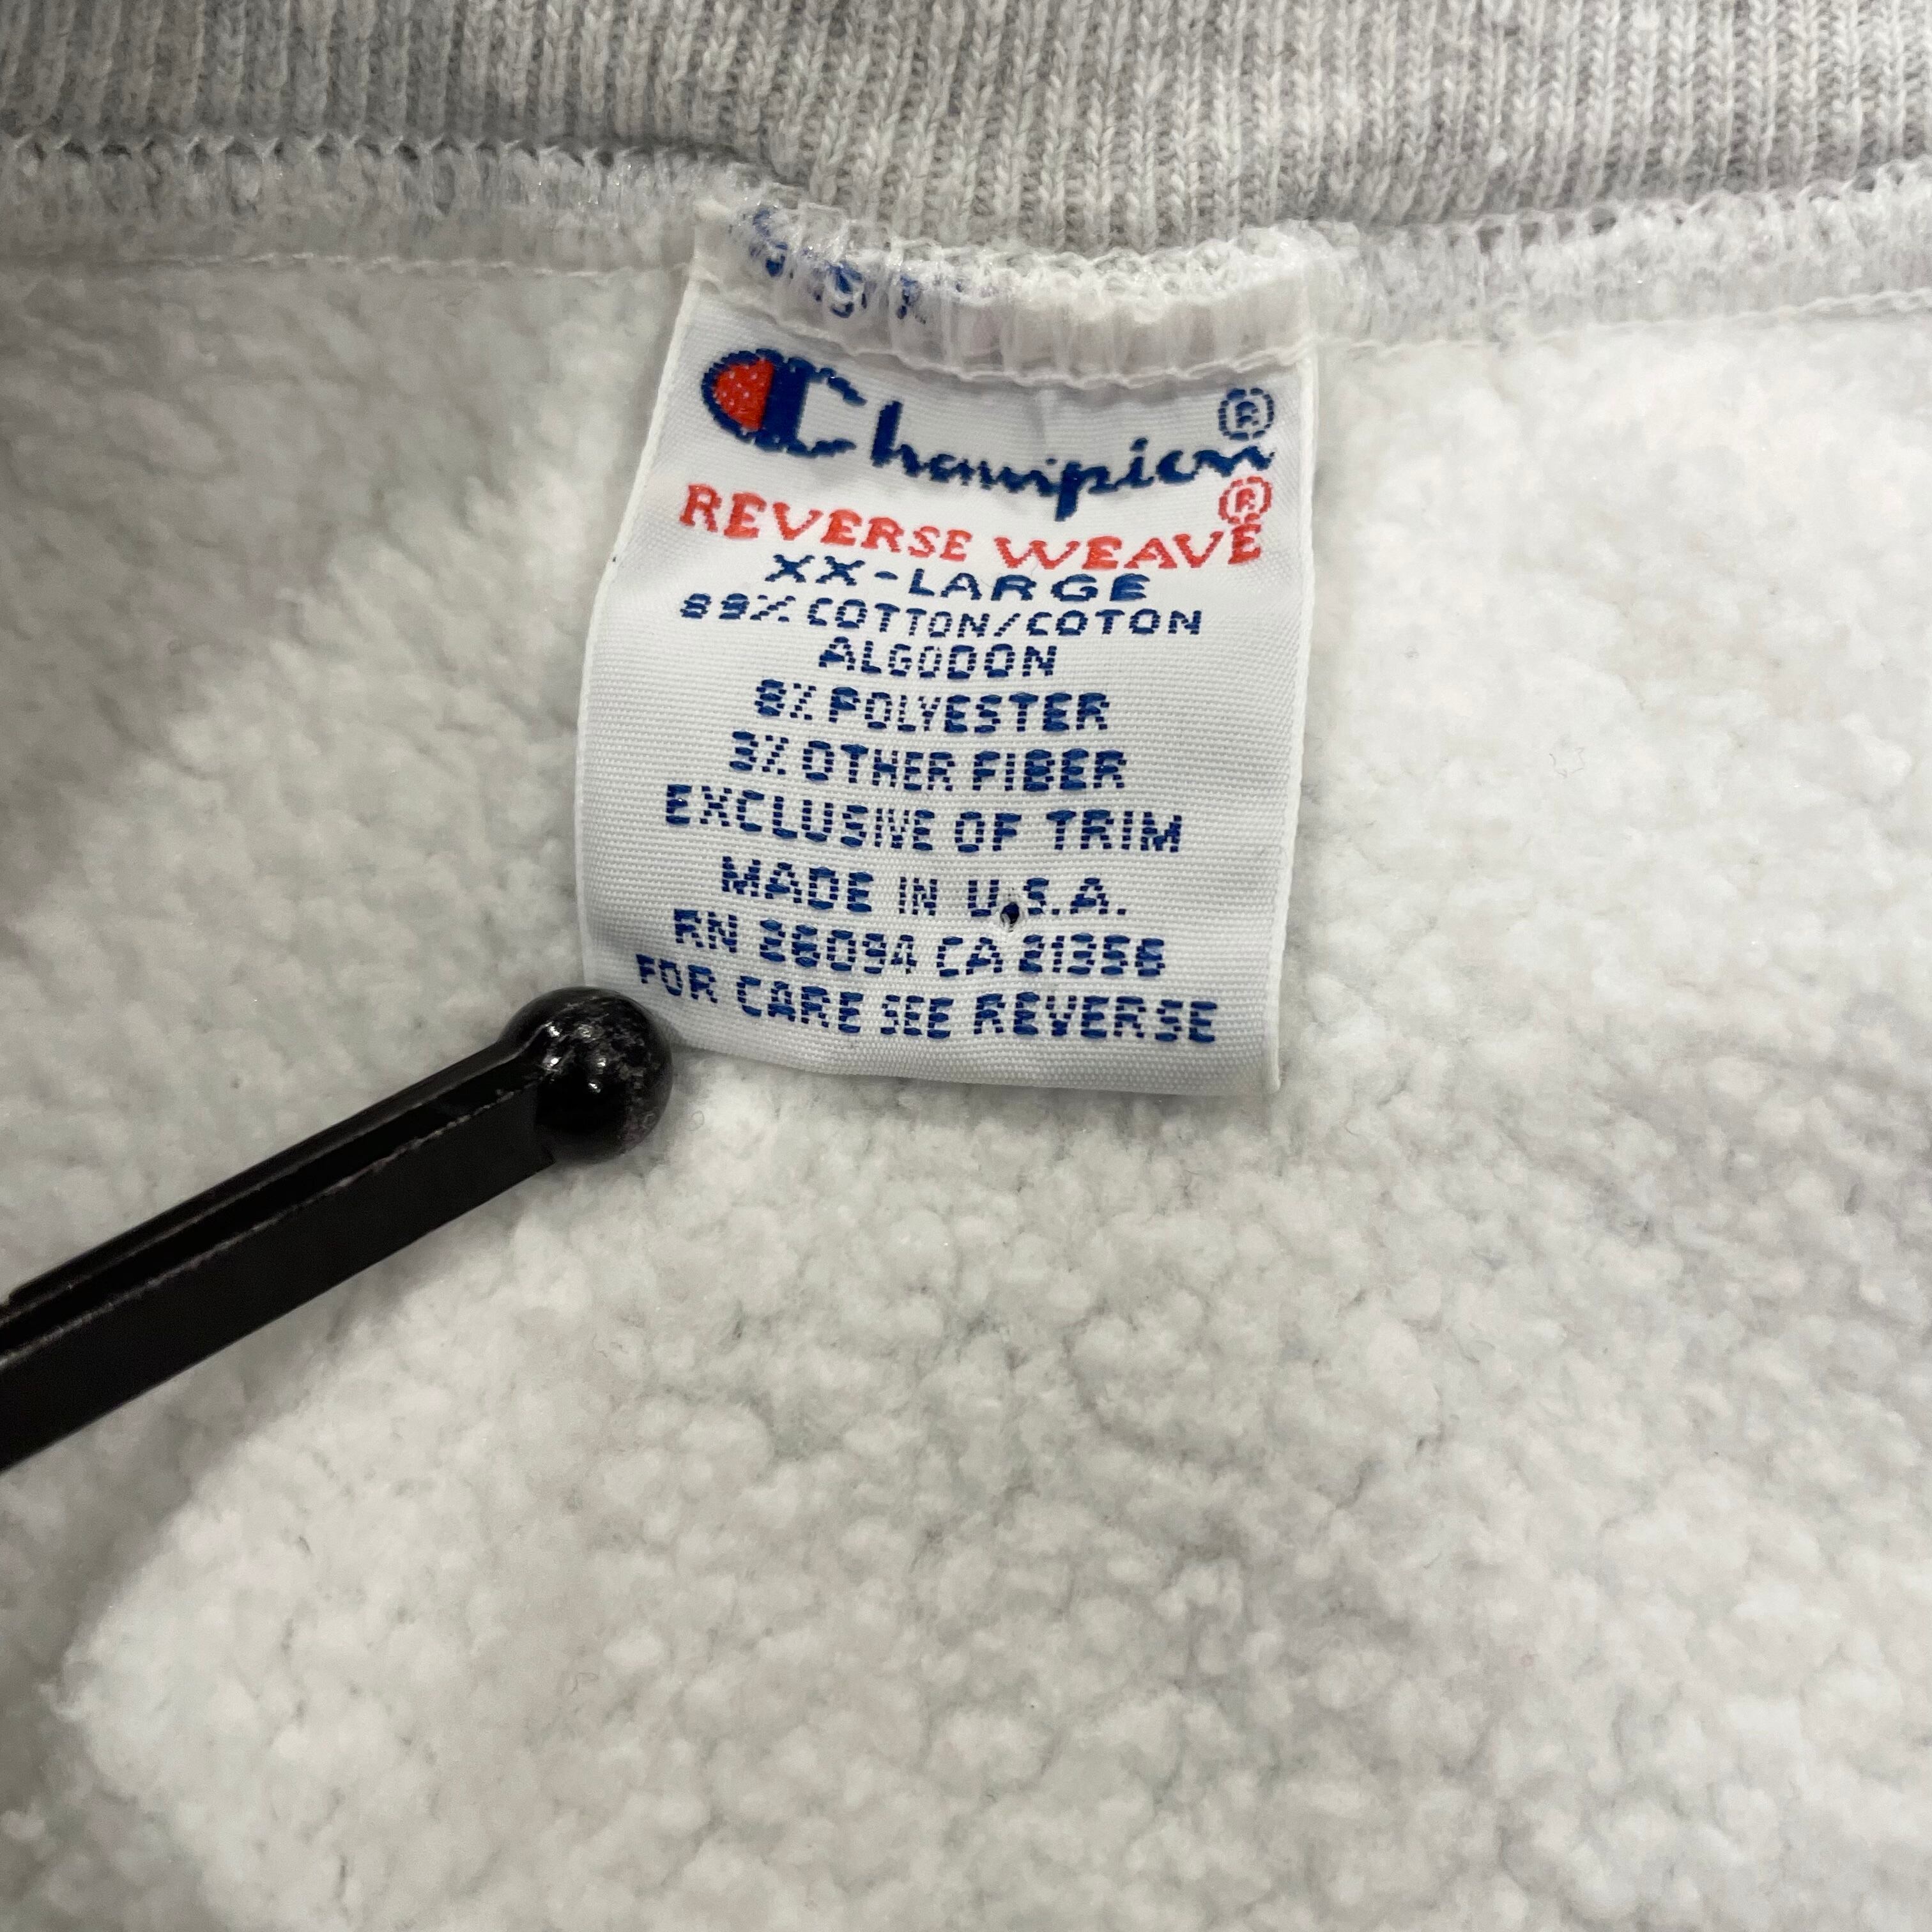 Champion®
REVERSE WEAVE®
XX-LARGE
89% COTTON/COTON
ALGODON
8% POLYESTER
3% OTHER FIBER
EXCLUSIVE OF TRIM
MADE IN U.S.A.
RN 26094 CA 21356
FOR CARE SEE REVERSE